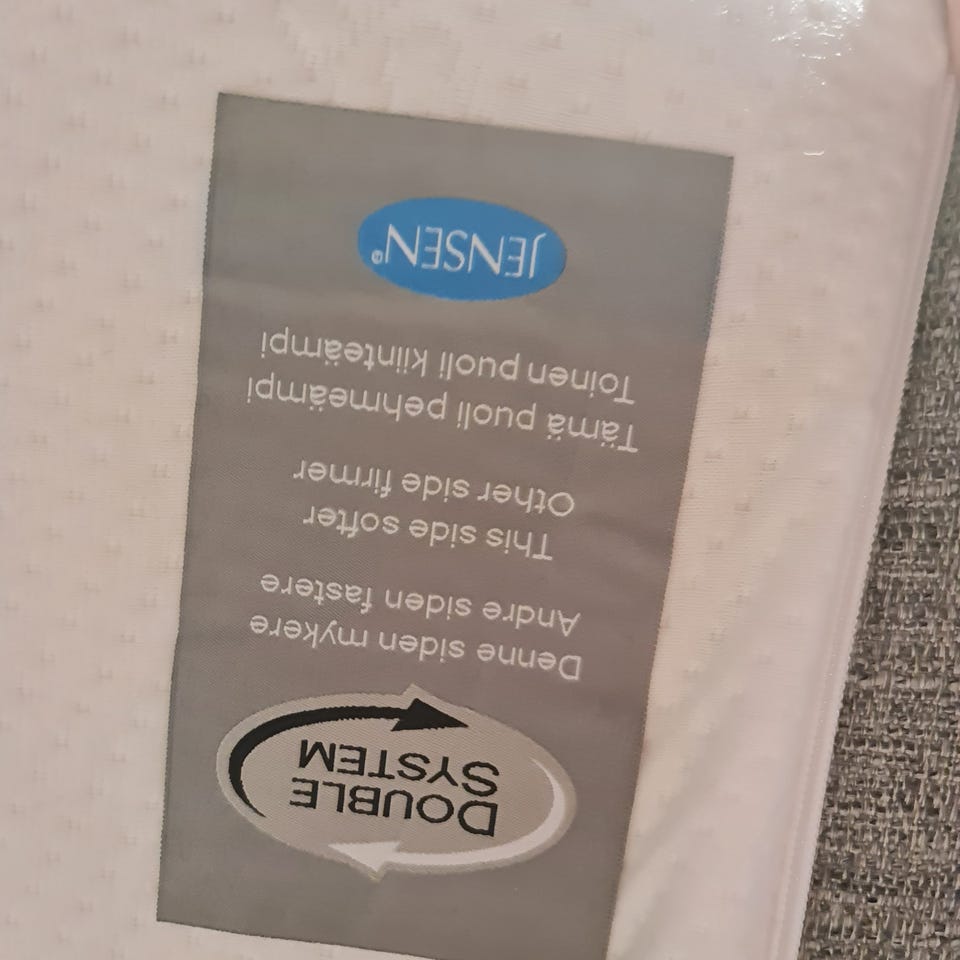 DOUBLE
SYSTEM
Denne siden mykere
Andre siden fastere
This side softer
Other side firmer
Tämä puoli pehmeämpi
Toinen puoli kiinteämpi
JENSEN®